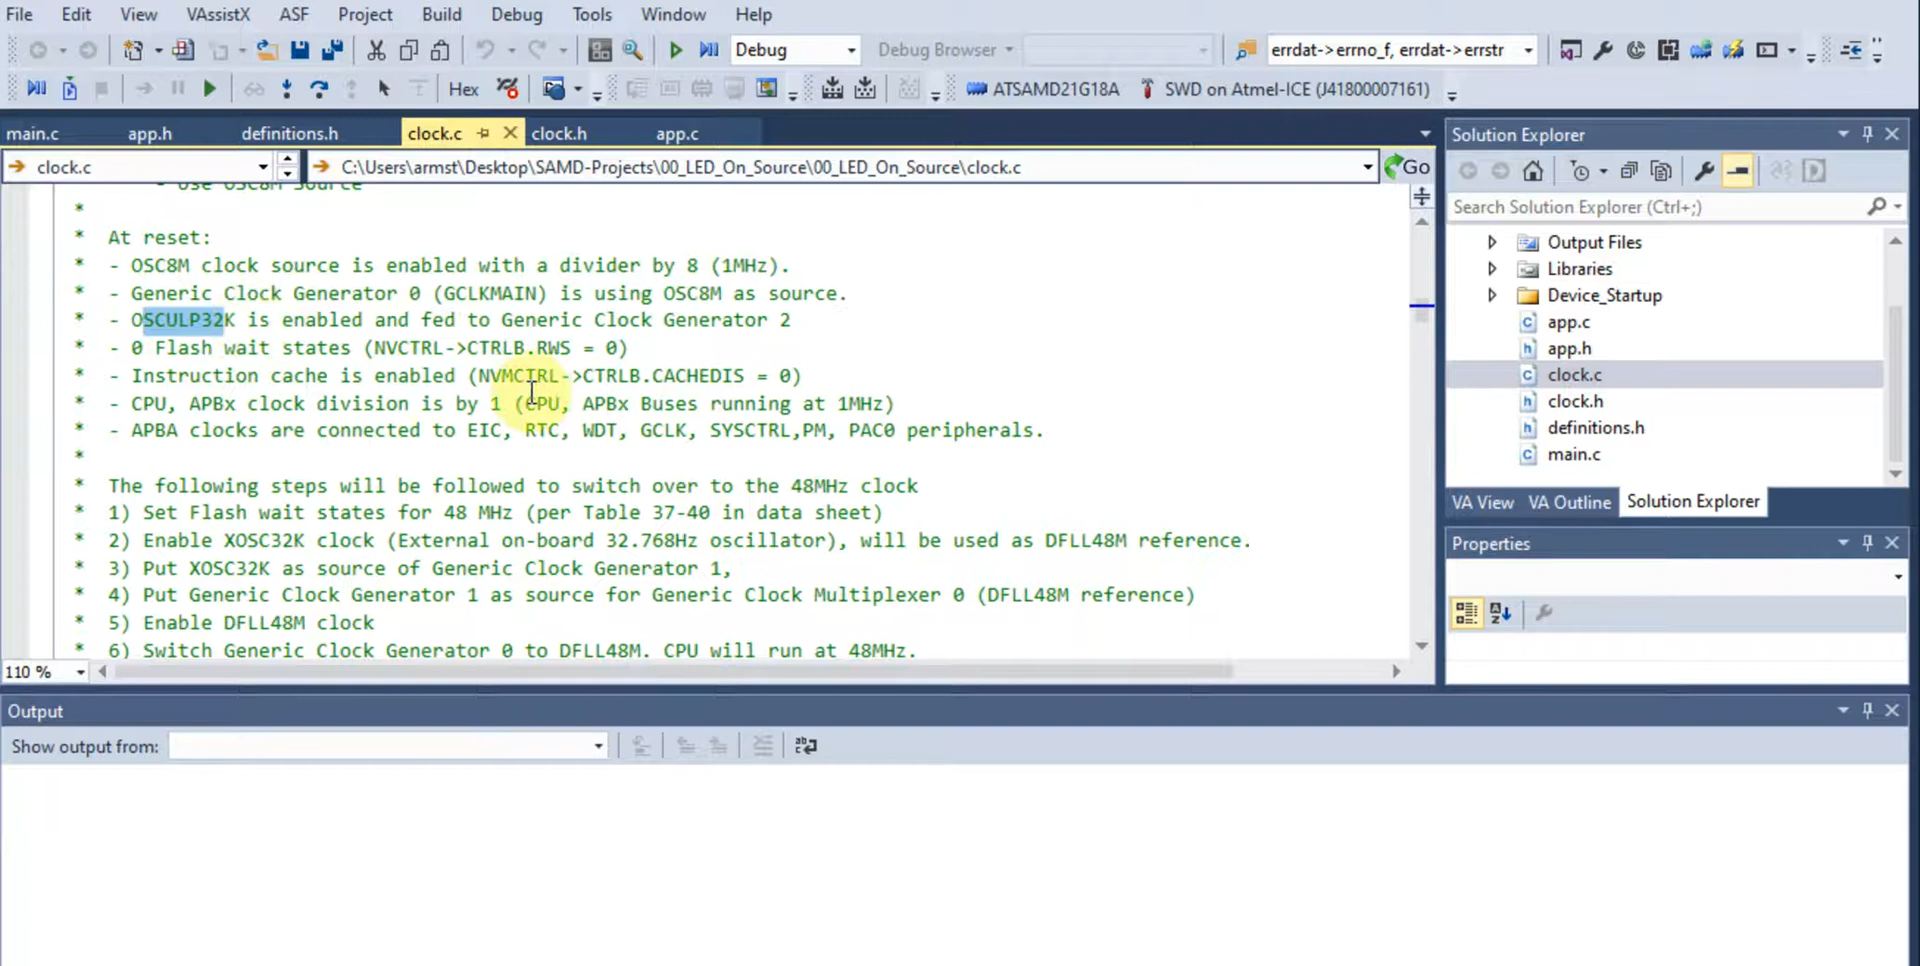 File Edit View VAssistX ASF Project Build Debug Tools Window Help
Debug Debug Browser errdat->errno_f, errdat->errstr
Hex ATSAMD21G18A SWD on Atmel-ICE (J41800007161)
main.c app.h definitions.h clock.c clock.h app.c
clock.c C:\Users\armst\Desktop\SAMD-Projects\00_LED_On_Source\00_LED_On_Source\clock.c Go
- Use OSC8M Source
*
* At reset:
* - OSC8M clock source is enabled with a divider by 8 (1MHz).
* - Generic Clock Generator 0 (GCLKMAIN) is using OSC8M as source.
* - OSCULP32K is enabled and fed to Generic Clock Generator 2
* - 0 Flash wait states (NVCTRL->CTRLB.RWS = 0)
* - Instruction cache is enabled (NVMCTRL->CTRLB.CACHEDIS = 0)
* - CPU, APBx clock division is by 1 (CPU, APBx Buses running at 1MHz)
* - APBA clocks are connected to EIC, RTC, WDT, GCLK, SYSCTRL,PM, PAC0 peripherals.
*
* The following steps will be followed to switch over to the 48MHz clock
* 1) Set Flash wait states for 48 MHz (per Table 37-40 in data sheet)
* 2) Enable XOSC32K clock (External on-board 32.768Hz oscillator), will be used as DFLL48M reference.
* 3) Put XOSC32K as source of Generic Clock Generator 1,
* 4) Put Generic Clock Generator 1 as source for Generic Clock Multiplexer 0 (DFLL48M reference)
* 5) Enable DFLL48M clock
* 6) Switch Generic Clock Generator 0 to DFLL48M. CPU will run at 48MHz.
110 %
Solution Explorer
Search Solution Explorer (Ctrl+;)
Output Files
Libraries
Device_Startup
app.c
app.h
clock.c
clock.h
definitions.h
main.c
VA View VA Outline Solution Explorer
Properties
Output
Show output from: